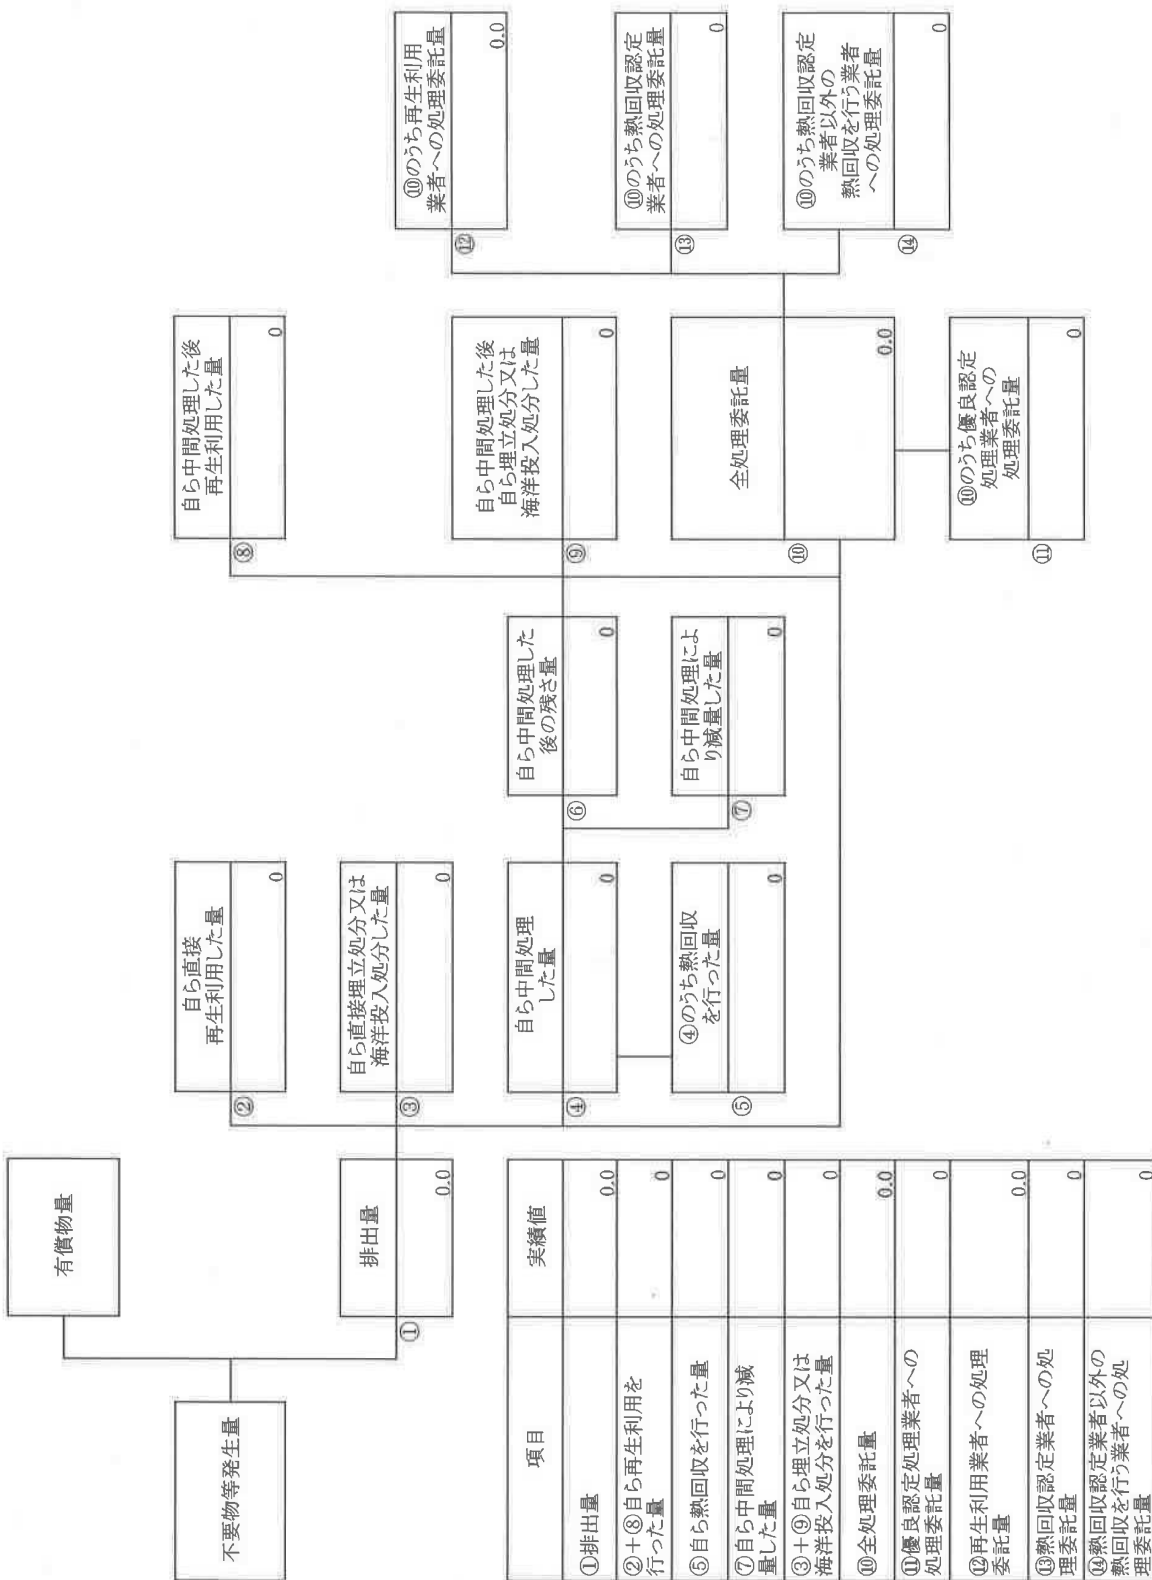 不要物等発生量
有償物量
①
排出量
0.0
②
自ら直接
再生利用した量
0
③
自ら直接埋立処分又は
海洋投入処分した量
0
④
自ら中間処理
した量
0
⑤
④のうち熱回収
を行った量
0
⑥
自ら中間処理した
後の残さ量
0
⑦
自ら中間処理によ
り減量した量
0
⑧
自ら中間処理した後
再生利用した量
0
⑨
自ら中間処理した後
自ら埋立処分又は
海洋投入処分した量
0
⑩
全処理委託量
0.0
⑪
⑩のうち優良認定
処理業者への
処理委託量
0
⑫
⑩のうち再生利用
業者への処理委託量
0.0
⑬
⑩のうち熱回収認定
業者への処理委託量
0
⑭
⑩のうち熱回収認定
業者以外の
熱回収を行う業者
への処理委託量
0
項目 実績値
①排出量 0.0
②+⑧自ら再生利用を
行った量 0
⑤自ら熱回収を行った量 0
⑦自ら中間処理により減
量した量 0
③+⑨自ら埋立処分又は
海洋投入処分を行った量 0
⑩全処理委託量 0.0
⑪優良認定処理業者への
処理委託量 0
⑫再生利用業者への処理
委託量 0.0
⑬熱回収認定業者への処
理委託量 0
⑭熱回収認定業者以外の
熱回収を行う業者への処
理委託量 0